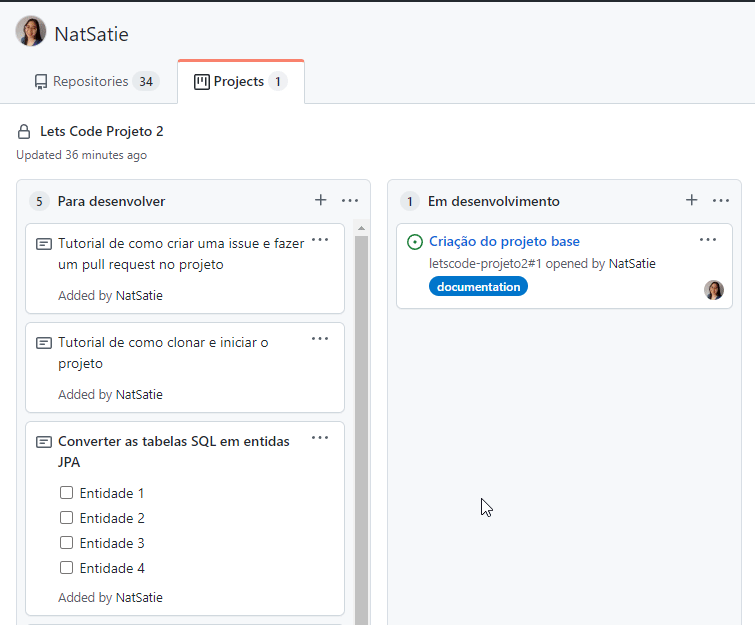 NatSatie
Repositories 34
Projects 1
Lets Code Projeto 2
Updated 36 minutes ago
5 Para desenvolver
Tutorial de como criar uma issue e fazer
um pull request no projeto
Added by NatSatie
Tutorial de como clonar e iniciar o
projeto
Added by NatSatie
Converter as tabelas SQL em entidas
JPA
Entidade 1
Entidade 2
Entidade 3
Entidade 4
Added by NatSatie
1 Em desenvolvimento
Criação do projeto base
letscode-projeto2#1 opened by NatSatie
documentation